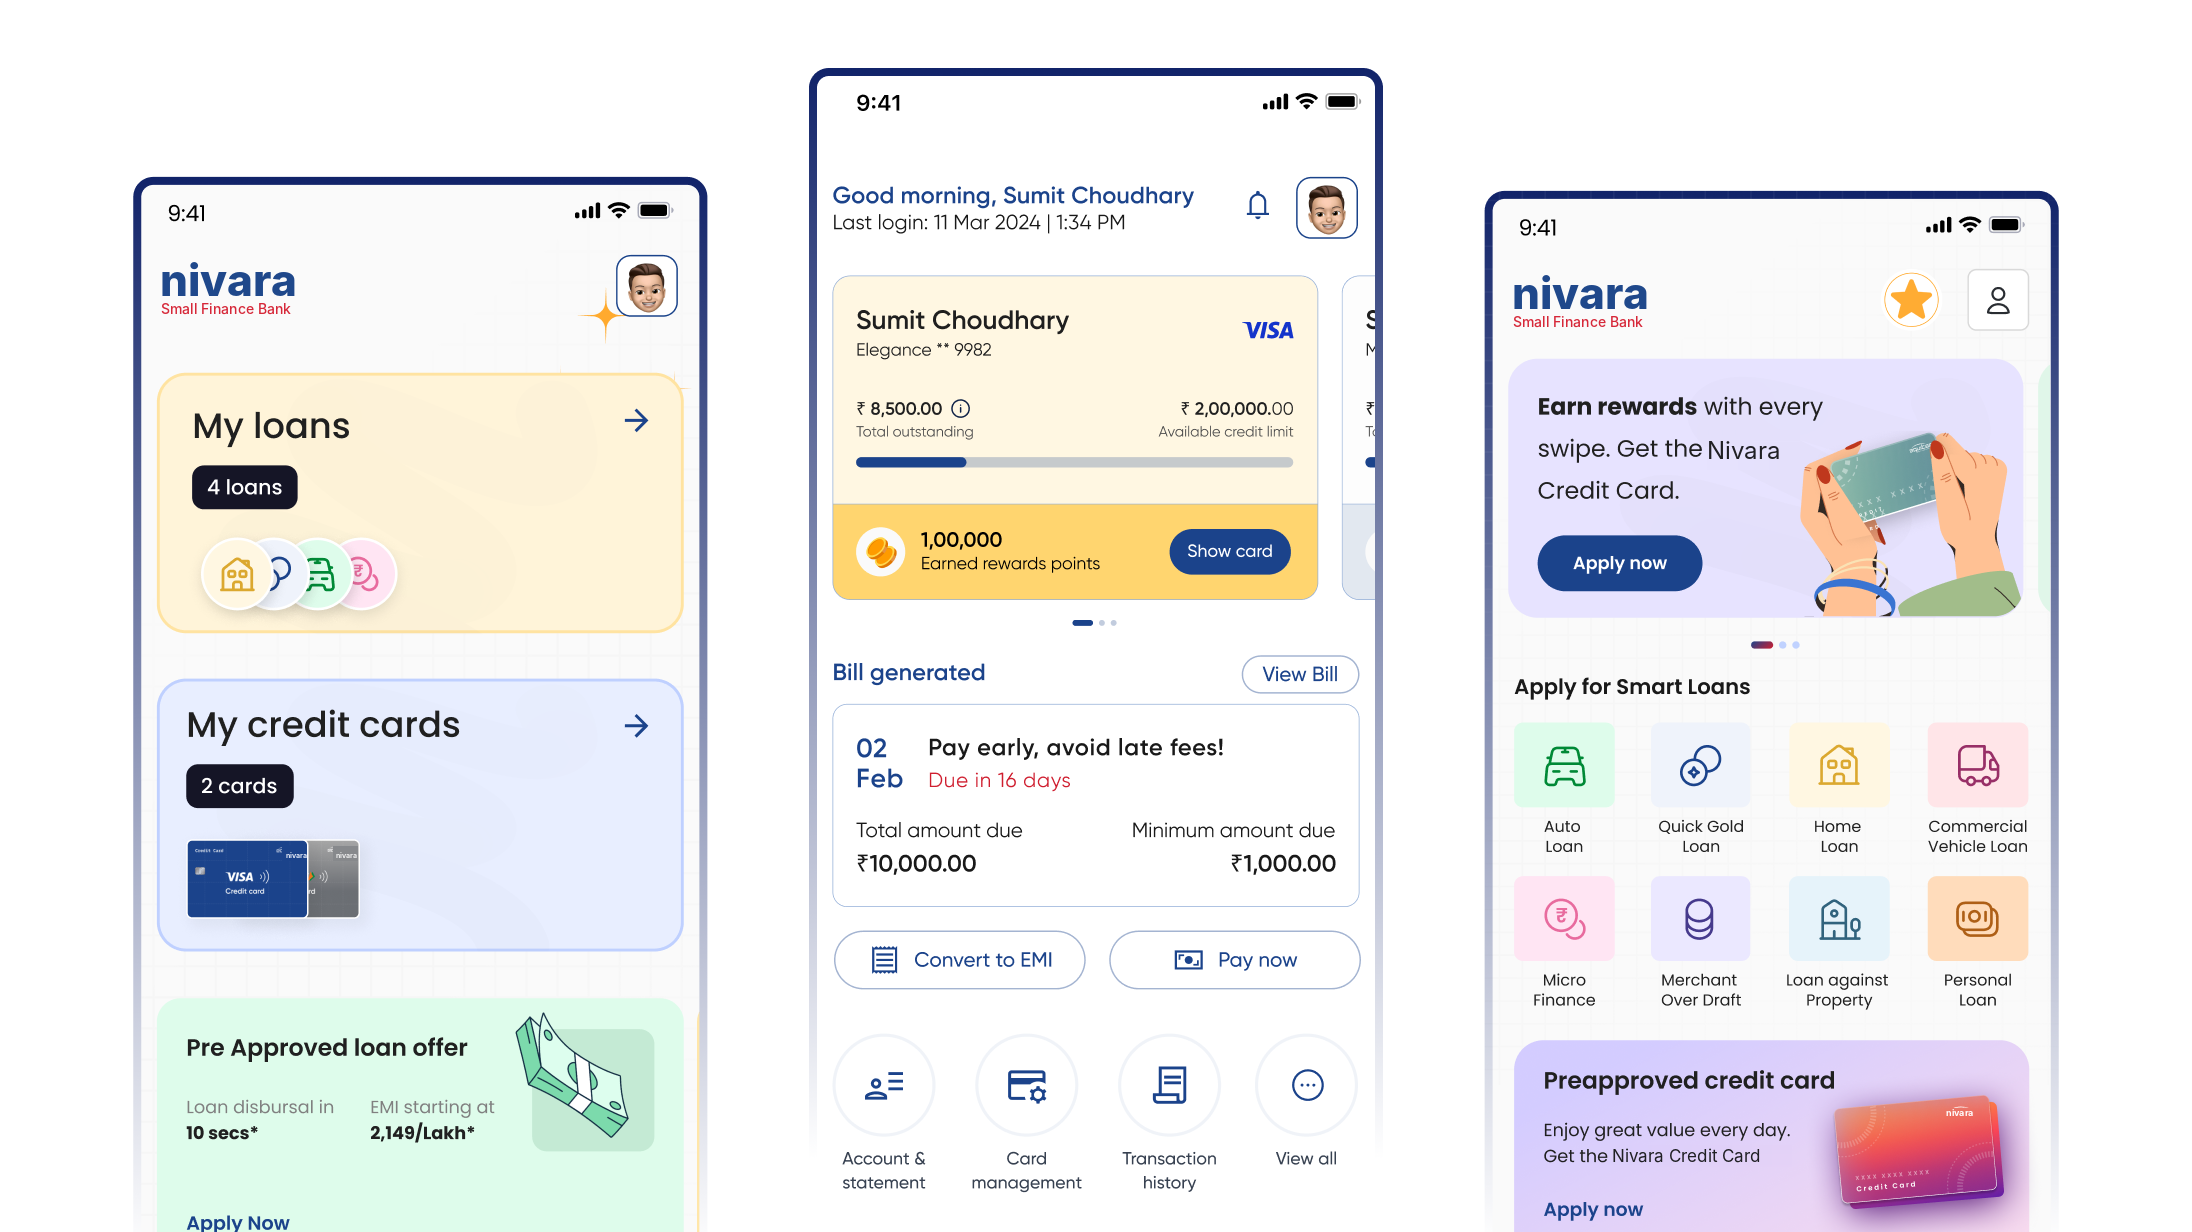 9:41
nivara
Small Finance Bank
My loans
4 loans
₹
My credit cards
2 cards
Credit Card
nivara
nivara
VISA
Credit card
rd
Pre Approved loan offer
Loan disbursal in
10 secs*
EMI starting at
2,149/Lakh*
Apply Now
9:41
Good morning, Sumit Choudhary
Last login: 11 Mar 2024 | 1:34 PM
Sumit Choudhary
Elegance ** 9982
VISA
₹ 8,500.00
Total outstanding
₹ 2,00,000.00
Available credit limit
1,00,000
Earned rewards points
Show card
Bill generated
View Bill
02
Feb
Pay early, avoid late fees!
Due in 16 days
Total amount due
₹10,000.00
Minimum amount due
₹1,000.00
Convert to EMI
Pay now
Account &
statement
Card
management
Transaction
history
View all
9:41
nivara
Small Finance Bank
Earn rewards with every
swipe. Get the Nivara
Credit Card.
Apply now
Apply for Smart Loans
Auto
Loan
Quick Gold
Loan
Home
Loan
Commercial
Vehicle Loan
₹
Micro
Finance
Merchant
Over Draft
Loan against
Property
Personal
Loan
Preapproved credit card
Enjoy great value every day.
Get the Nivara Credit Card
Apply now
nivara
XXXX XXXX XXXX
Credit Card